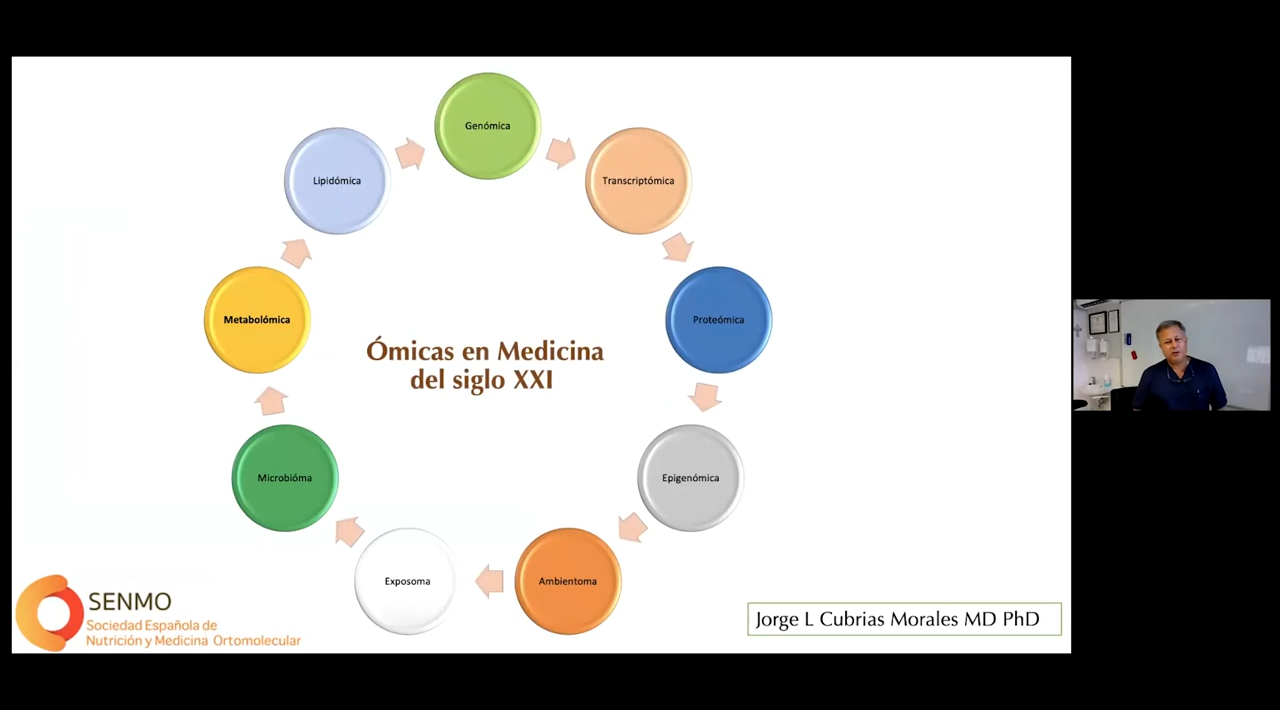 Genómica
Transcriptómica
Proteómica
Epigenómica
Ambientoma
Exposoma
Microbióma
Metabolómica
Lipidómica
Ómicas en Medicina
del siglo XXI
SENMO
Sociedad Española de
Nutrición y Medicina Ortomolecular
Jorge L Cubrias Morales MD PhD